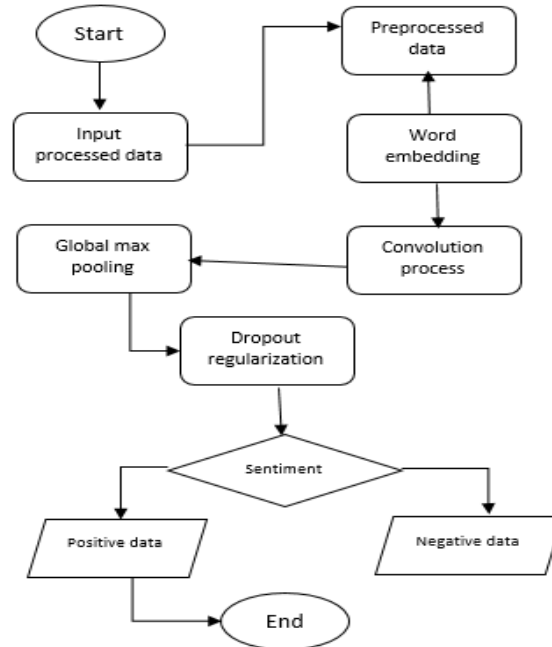 Start
Preprocessed
data
Input
processed data
Word
embedding
Global max
pooling
Convolution
process
Dropout
regularization
Sentiment
Positive data
Negative data
End